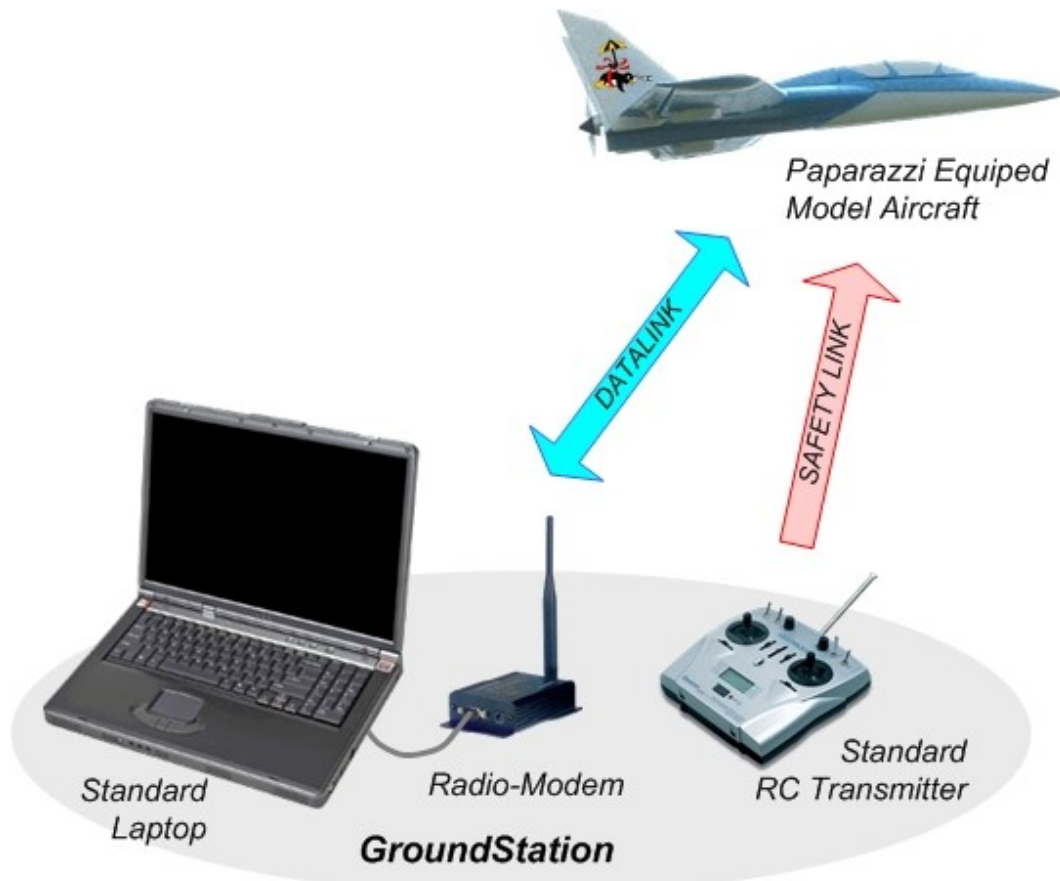 Paparazzi Equiped
Model Aircraft
DATALINK
SAFETY LINK
Standard
Laptop
Radio-Modem
Standard
RC Transmitter
GroundStation